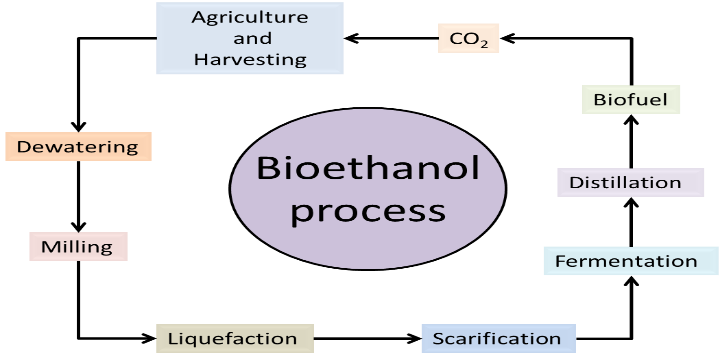 Agriculture
and
Harvesting
CO₂
Biofuel
Dewatering
Bioethanol
process
Distillation
Milling
Fermentation
Liquefaction
Scarification